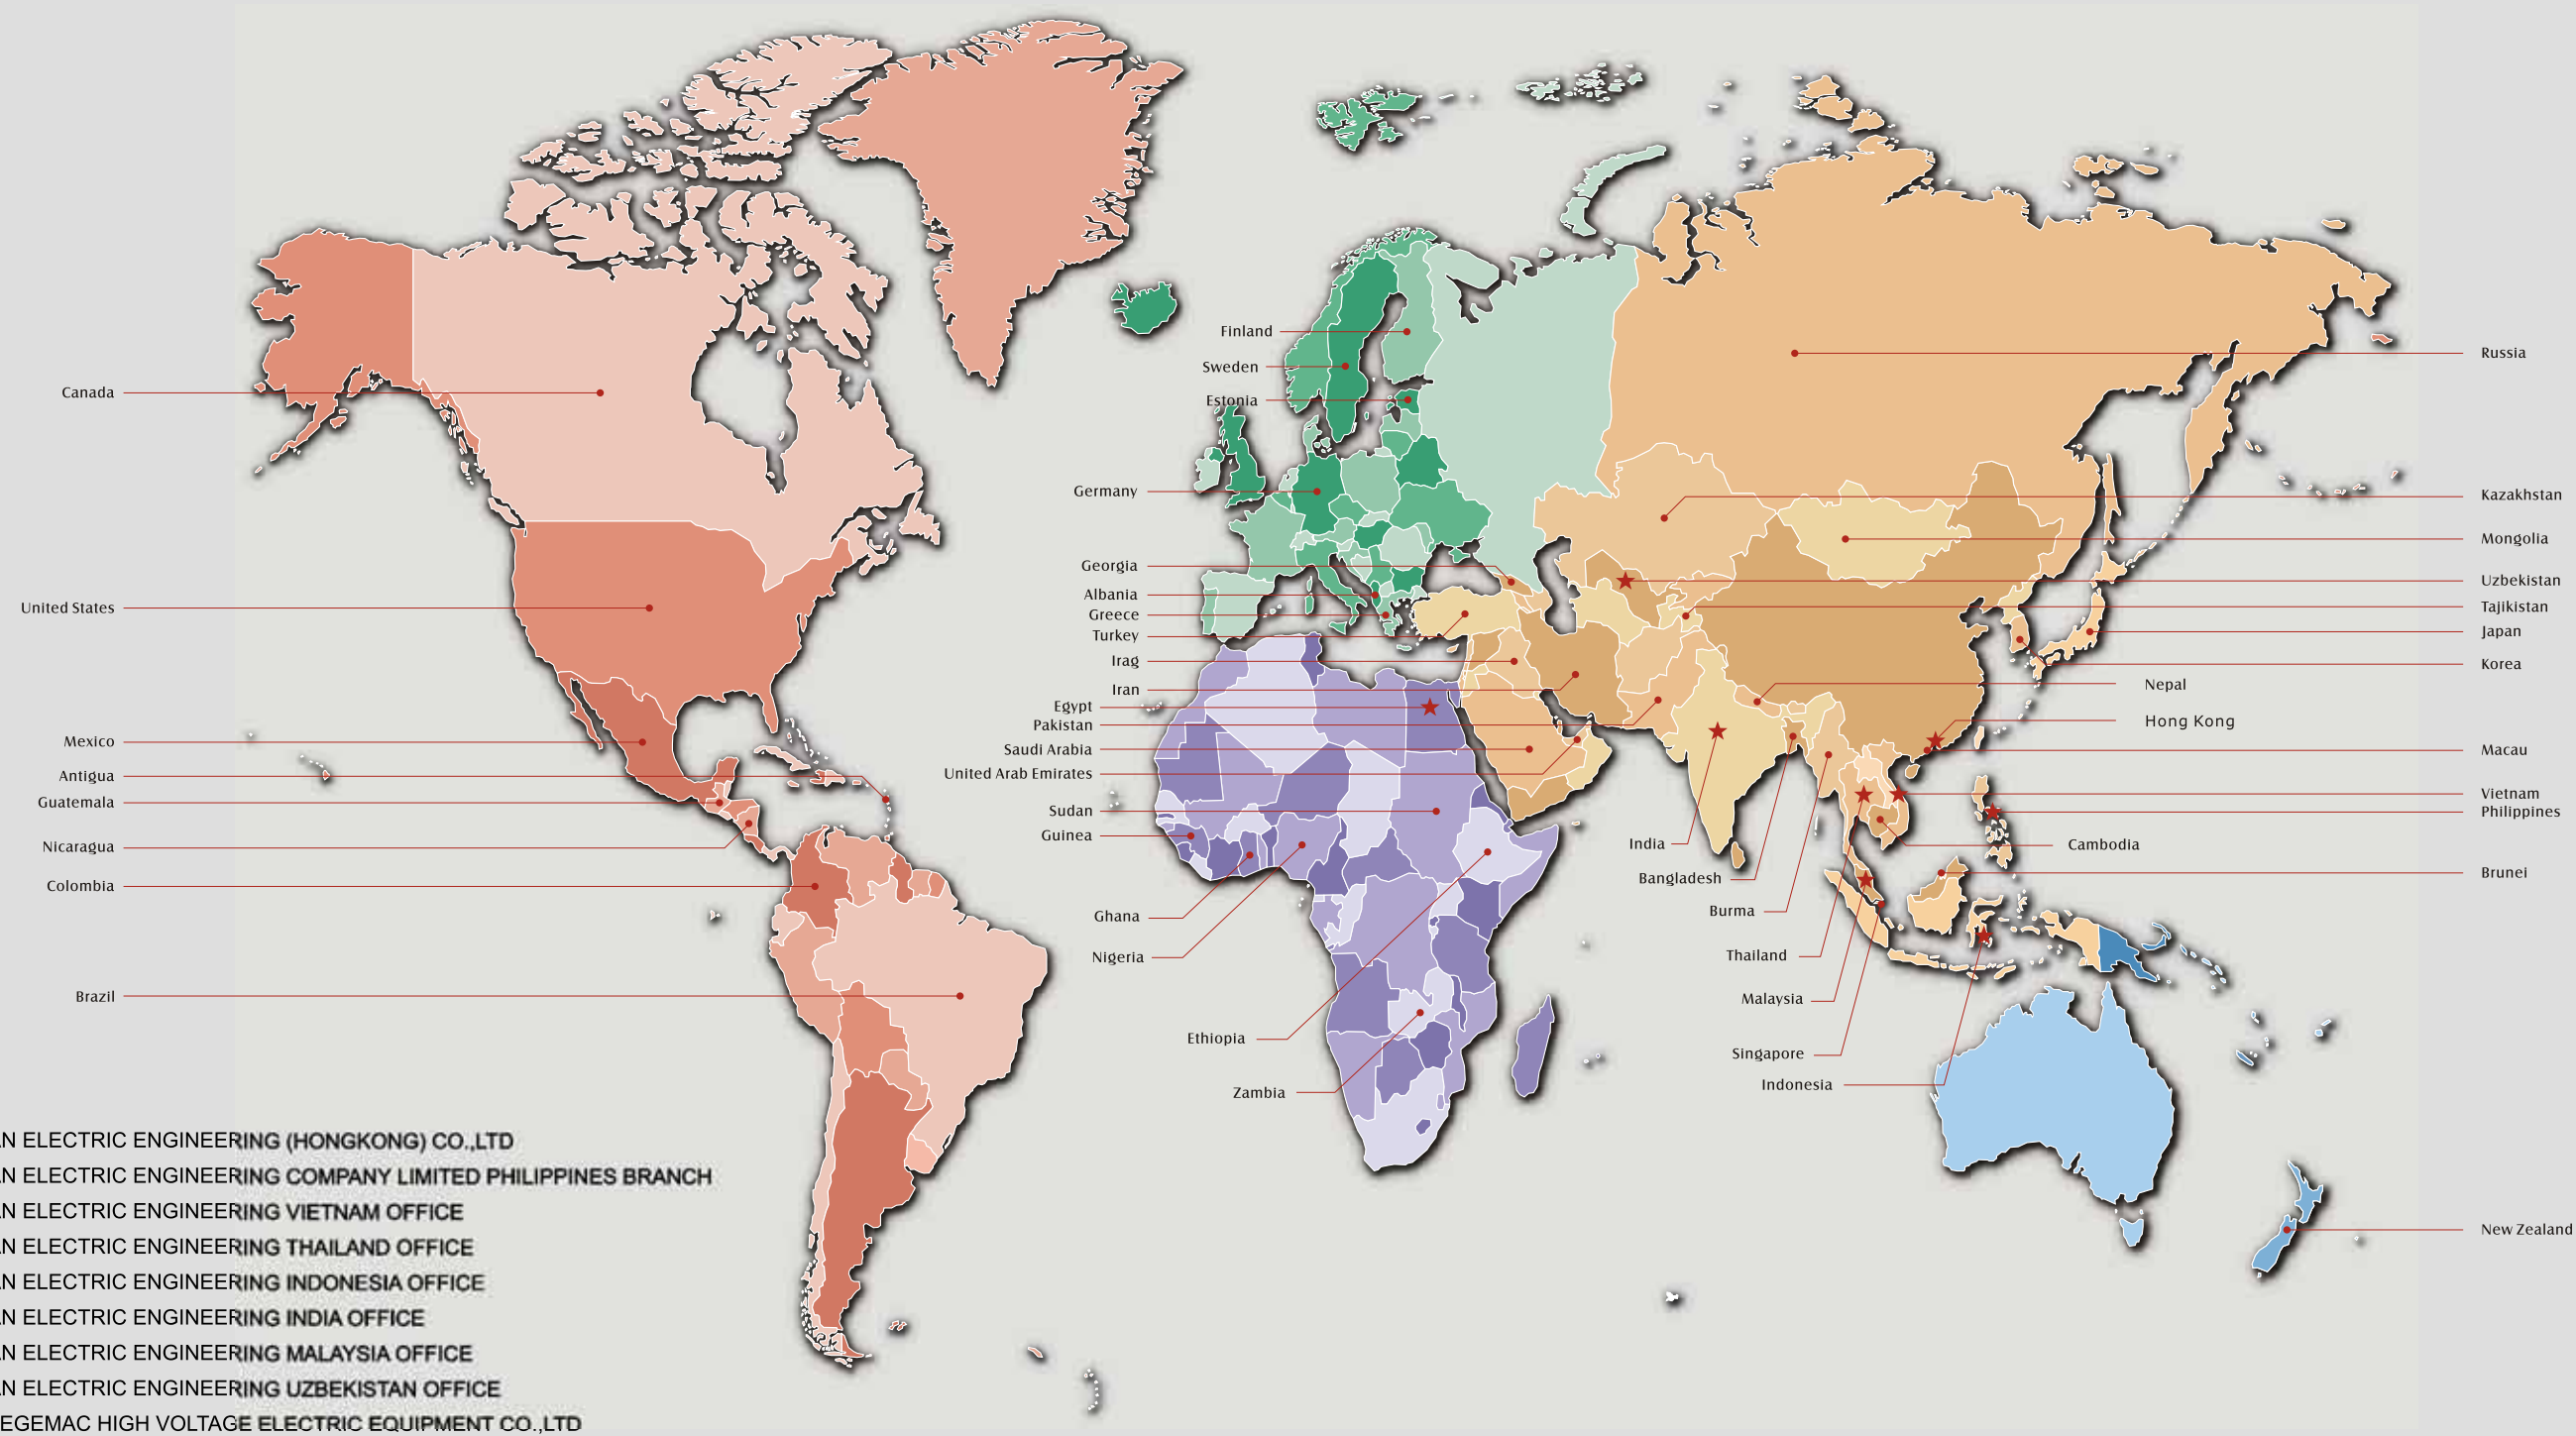 Canada
United States
Mexico
Antigua
Guatemala
Nicaragua
Colombia
Brazil
Finland
Sweden
Estonia
Germany
Georgia
Albania
Greece
Turkey
Irag
Iran
Egypt
Pakistan
Saudi Arabia
United Arab Emirates
Sudan
Guinea
Ghana
Nigeria
Ethiopia
Zambia
India
Bangladesh
Burma
Thailand
Malaysia
Singapore
Indonesia
Russia
Kazakhstan
Mongolia
Uzbekistan
Tajikistan
Japan
Korea
Nepal
Hong Kong
Macau
Vietnam
Philippines
Cambodia
Brunei
New Zealand
N ELECTRIC ENGINEERING (HONGKONG) CO.,LTD
N ELECTRIC ENGINEERING COMPANY LIMITED PHILIPPINES BRANCH
N ELECTRIC ENGINEERING VIETNAM OFFICE
N ELECTRIC ENGINEERING THAILAND OFFICE
N ELECTRIC ENGINEERING INDONESIA OFFICE
N ELECTRIC ENGINEERING INDIA OFFICE
N ELECTRIC ENGINEERING MALAYSIA OFFICE
N ELECTRIC ENGINEERING UZBEKISTAN OFFICE
EGEMAC HIGH VOLTAGE ELECTRIC EQUIPMENT CO.,LTD